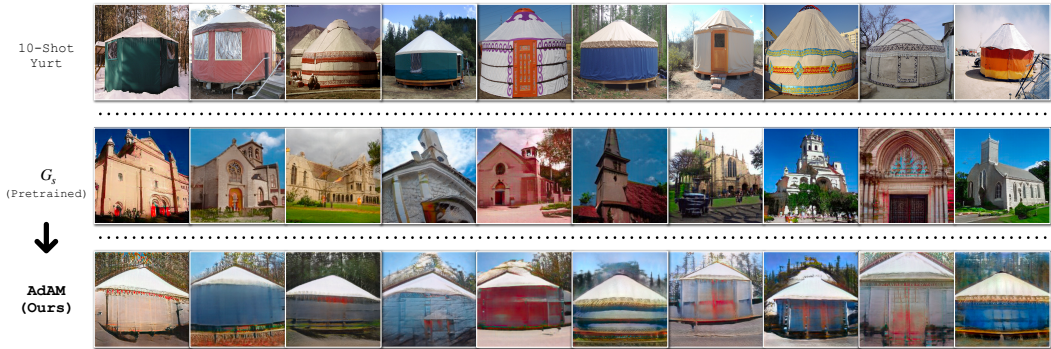 10-Shot
Yurt
G_s
(Pretrained)
AdAM
(Ours)